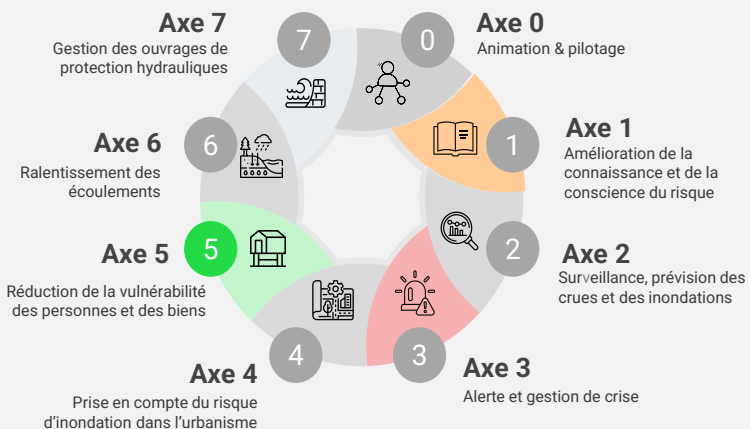 Axe 0
Animation & pilotage
0
Axe 1
Amélioration de la
connaissance et de la
conscience du risque
1
Axe 2
Surveillance, prévision des
crues et des inondations
2
Axe 3
Alerte et gestion de crise
3
Axe 4
Prise en compte du risque
d'inondation dans l'urbanisme
4
Axe 5
Réduction de la vulnérabilité
des personnes et des biens
5
Axe 6
Ralentissement des
écoulements
6
Axe 7
Gestion des ouvrages de
protection hydrauliques
7